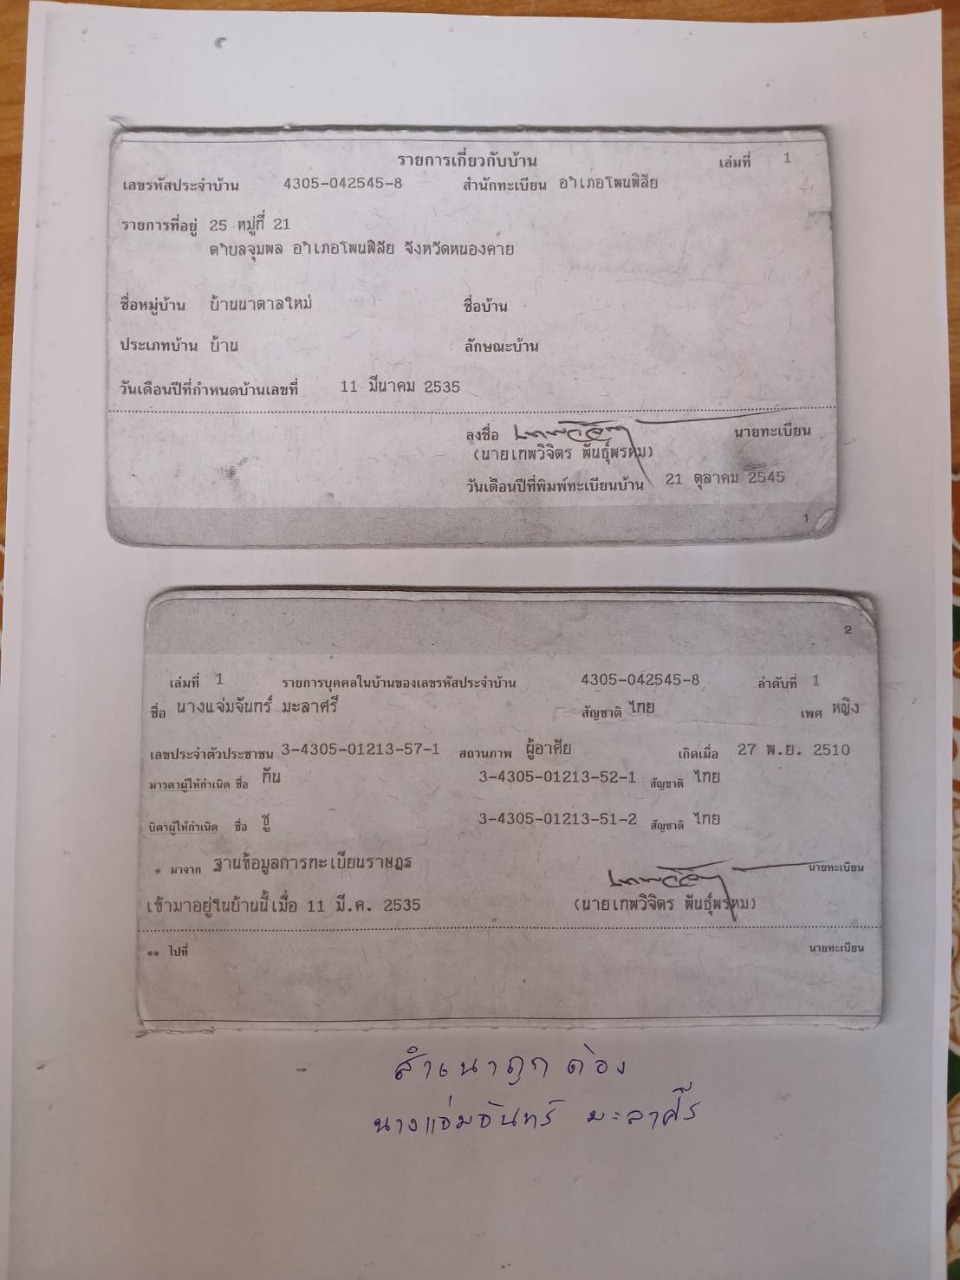 รายการเกี่ยวกับบ้าน เล่มที่ 1
เลขรหัสประจำบ้าน 4305-042545-8 สำนักทะเบียน อำเภอโพนพิสัย
รายการที่อยู่ 25 หมู่ที่ 21
ตำบลจุมพล อำเภอโพนพิสัย จังหวัดหนองคาย
ชื่อหมู่บ้าน บ้านนาดาลใหม่ ชื่อบ้าน
ประเภทบ้าน บ้าน ลักษณะบ้าน
วันเดือนปีที่กำหนดบ้านเลขที่ 11 มีนาคม 2535
ลงชื่อ นายทะเบียน
(นายเทพวิจิตร พันธุ์พรหม)
วันเดือนปีที่พิมพ์ทะเบียนบ้าน 21 ตุลาคม 2545
1
2
เล่มที่ 1 รายการบุคคลในบ้านของเลขรหัสประจำบ้าน 4305-042545-8 ลำดับที่ 1
ชื่อ นางแจ่มจันทร์ มะลาศรี สัญชาติ ไทย เพศ หญิง
เลขประจำตัวประชาชน 3-4305-01213-57-1 สถานภาพ ผู้อาศัย เกิดเมื่อ 27 พ.ย. 2510
มารดาผู้ให้กำเนิด ชื่อ กัน 3-4305-01213-52-1 สัญชาติ ไทย
บิดาผู้ให้กำเนิด ชื่อ ชู 3-4305-01213-51-2 สัญชาติ ไทย
* มาจาก ฐานข้อมูลการทะเบียนราษฎร นายทะเบียน
เข้ามาอยู่ในบ้านนี้เมื่อ 11 มี.ค. 2535 (นายเทพวิจิตร พันธุ์พรหม)
** ไปที่ นายทะเบียน
สำเนาถูกต้อง
นางแจ่มจันทร์ มะลาศรี